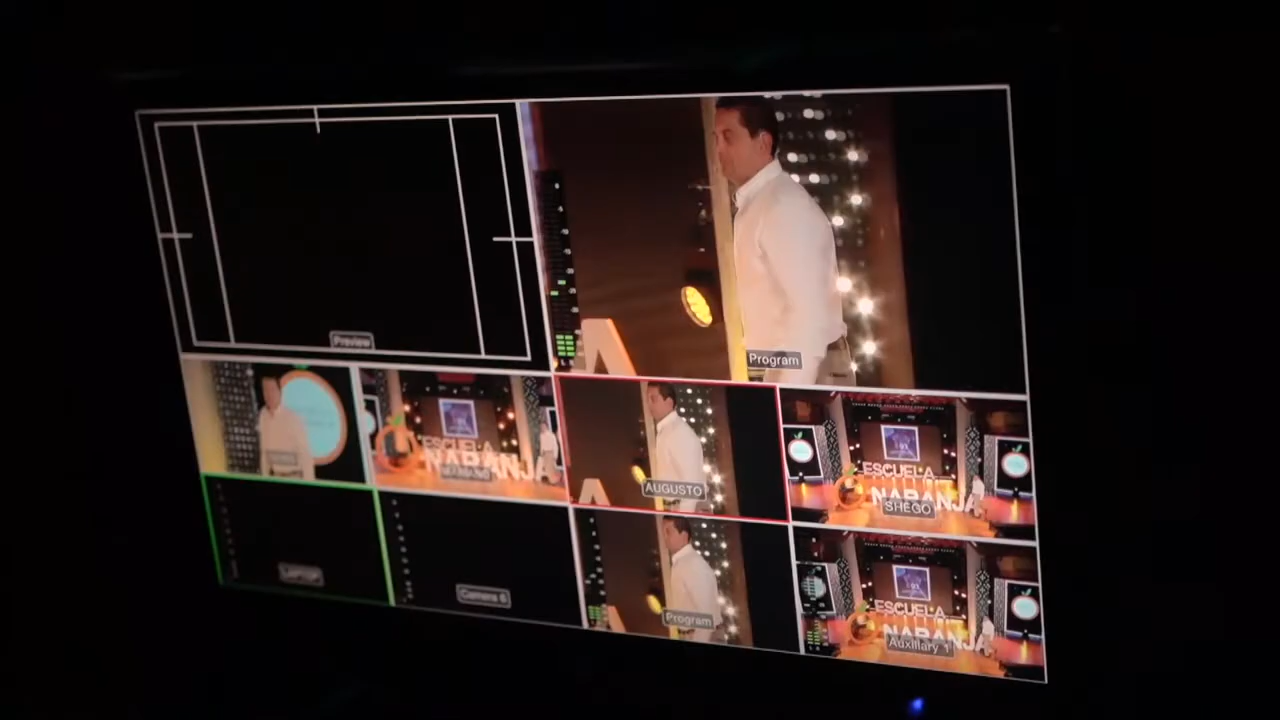 Preview
Program
ESCUELA
NARANJA
AUGUSTO
ESCUELA
NARANJA
SHEGO
Camera 6
Program
ESCUELA
NARANJA
Auxiliary 1